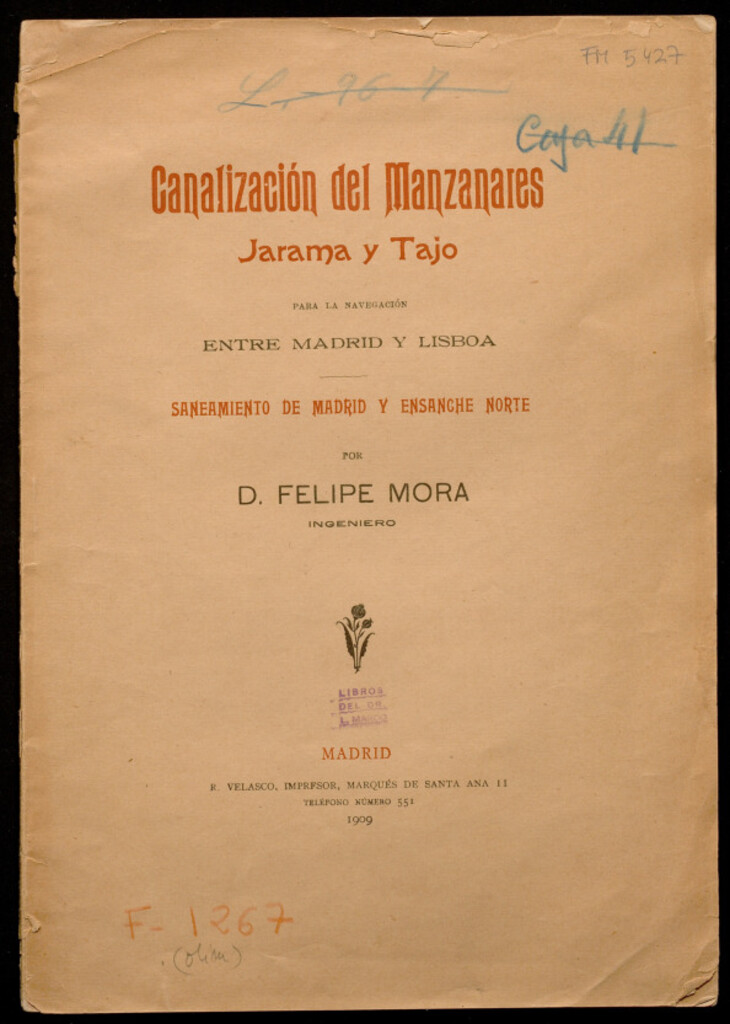 FM 5427
L. 96 7
Caja 41
Canalización del Manzanares
Jarama y Tajo
PARA LA NAVEGACIÓN
ENTRE MADRID Y LISBOA
SANEAMIENTO DE MADRID Y ENSANCHE NORTE
POR
D. FELIPE MORA
INGENIERO
LIBROS
DEL DR.
L.
MADRID
R. VELASCO, IMPRESOR, MARQUÉS DE SANTA ANA 11
TELÉFONO NÚMERO 551
1909
F- 1267
(olim)